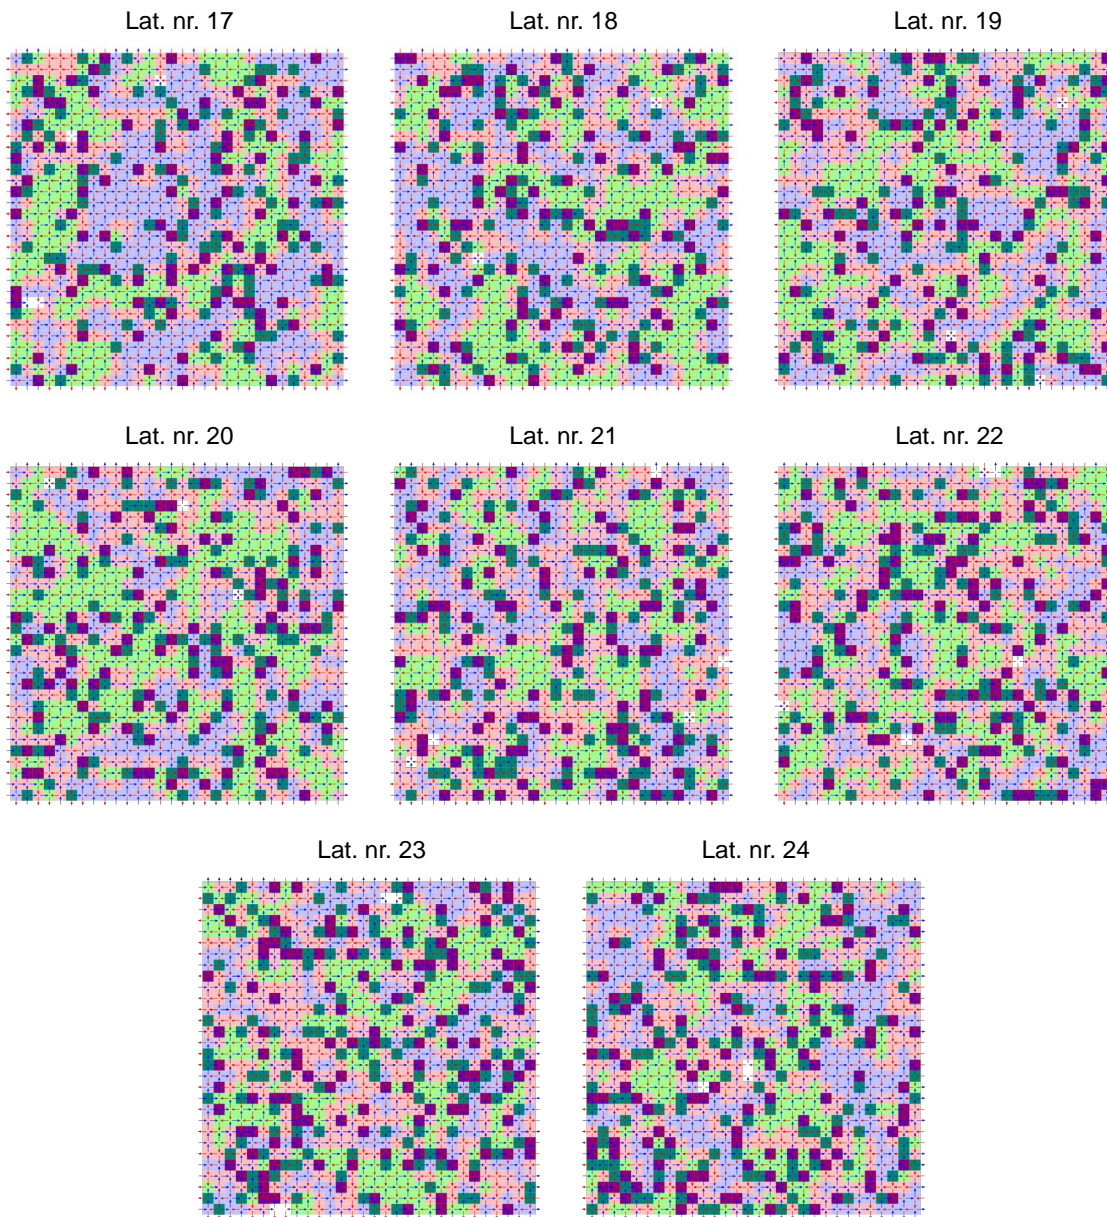 Lat. nr. 17 Lat. nr. 18 Lat. nr. 19
Lat. nr. 20 Lat. nr. 21 Lat. nr. 22
Lat. nr. 23 Lat. nr. 24